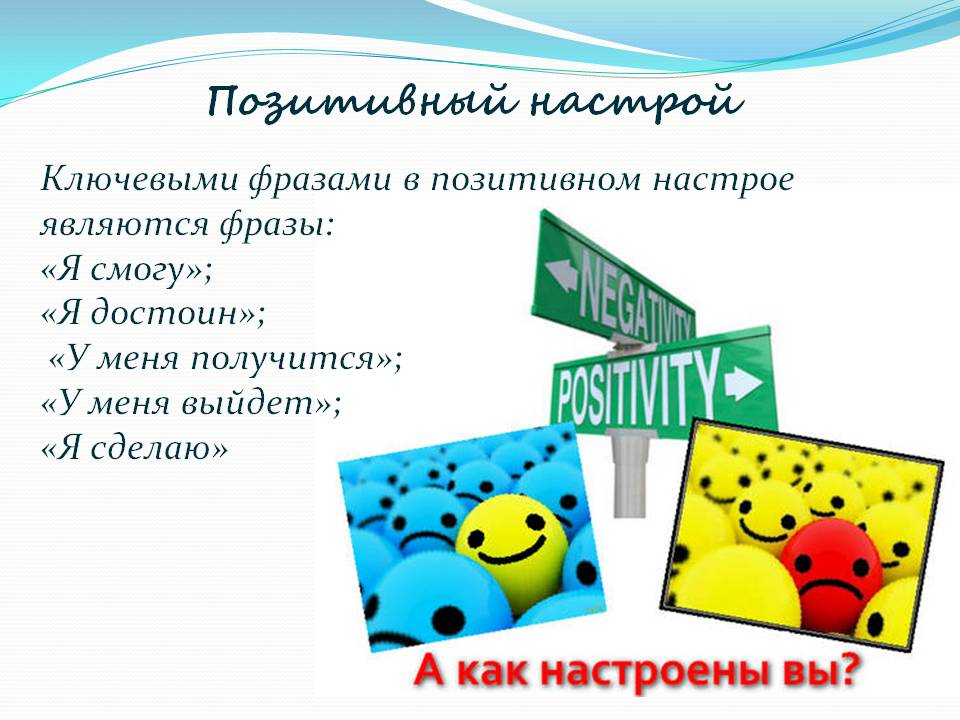 Позитивный настрой
Ключевыми фразами в позитивном настрое
являются фразы:
«Я смогу»;
«Я достоин»;
«У меня получится»;
«У меня выйдет»;
«Я сделаю»
NEGATIVITY
POSITIVITY
А как настроены вы?